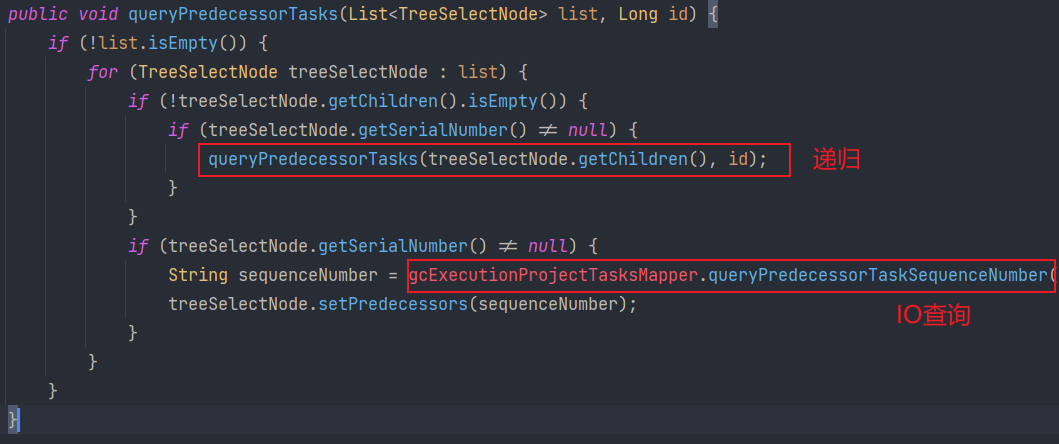 public void queryPredecessorTasks(List<TreeSelectNode> list, Long id) {
if (!list.isEmpty()) {
for (TreeSelectNode treeSelectNode : list) {
if (!treeSelectNode.getChildren().isEmpty()) {
if (treeSelectNode.getSerialNumber() ≠ null) {
queryPredecessorTasks(treeSelectNode.getChildren(), id); 递归
}
}
if (treeSelectNode.getSerialNumber() ≠ null) {
String sequenceNumber = gcExecutionProjectTasksMapper.queryPredecessorTaskSequenceNumber(
treeSelectNode.setPredecessors(sequenceNumber);
IO查询
}
}
}
}